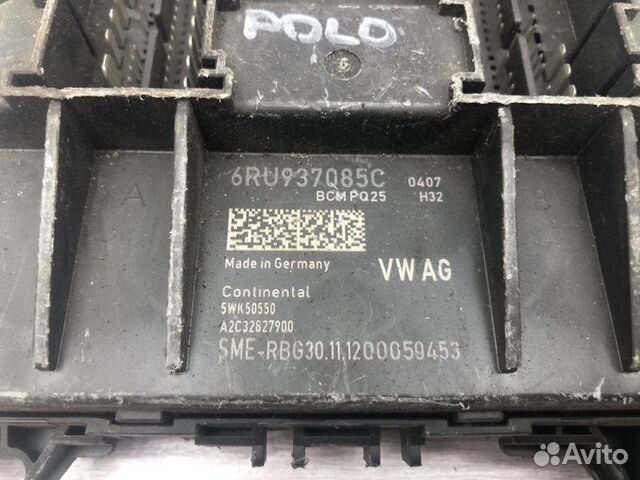 POLO
6
A
B
6RU937085C 0407
BCM PQ25 H32
Made in Germany VW AG
Continental
5WK50550
A2C32827900
SME-RBG30.11.1200059453
Avito